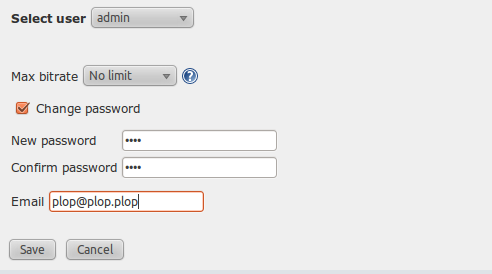 Select user admin
Max bitrate No limit ?
Change password
New password ••••
Confirm password ••••
Email plop@plop.plop
Save Cancel